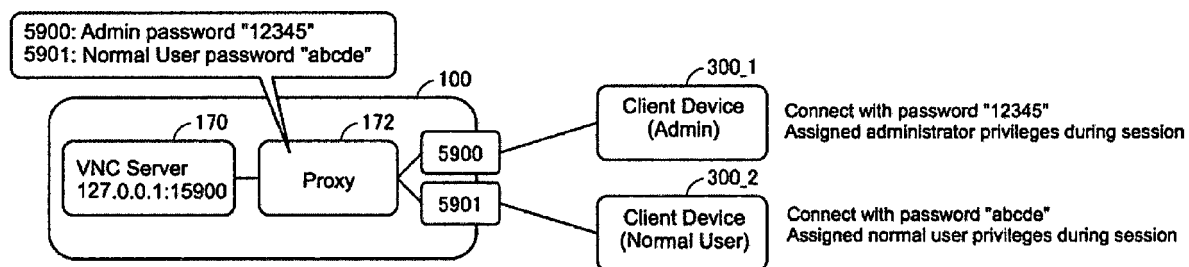 5900: Admin password "12345"
5901: Normal User password "abcde"
100
170
172
300_1
VNC Server
127.0.0.1:15900
Proxy
5900
5901
Client Device
(Admin)
Connect with password "12345"
Assigned administrator privileges during session
300_2
Client Device
(Normal User)
Connect with password "abcde"
Assigned normal user privileges during session